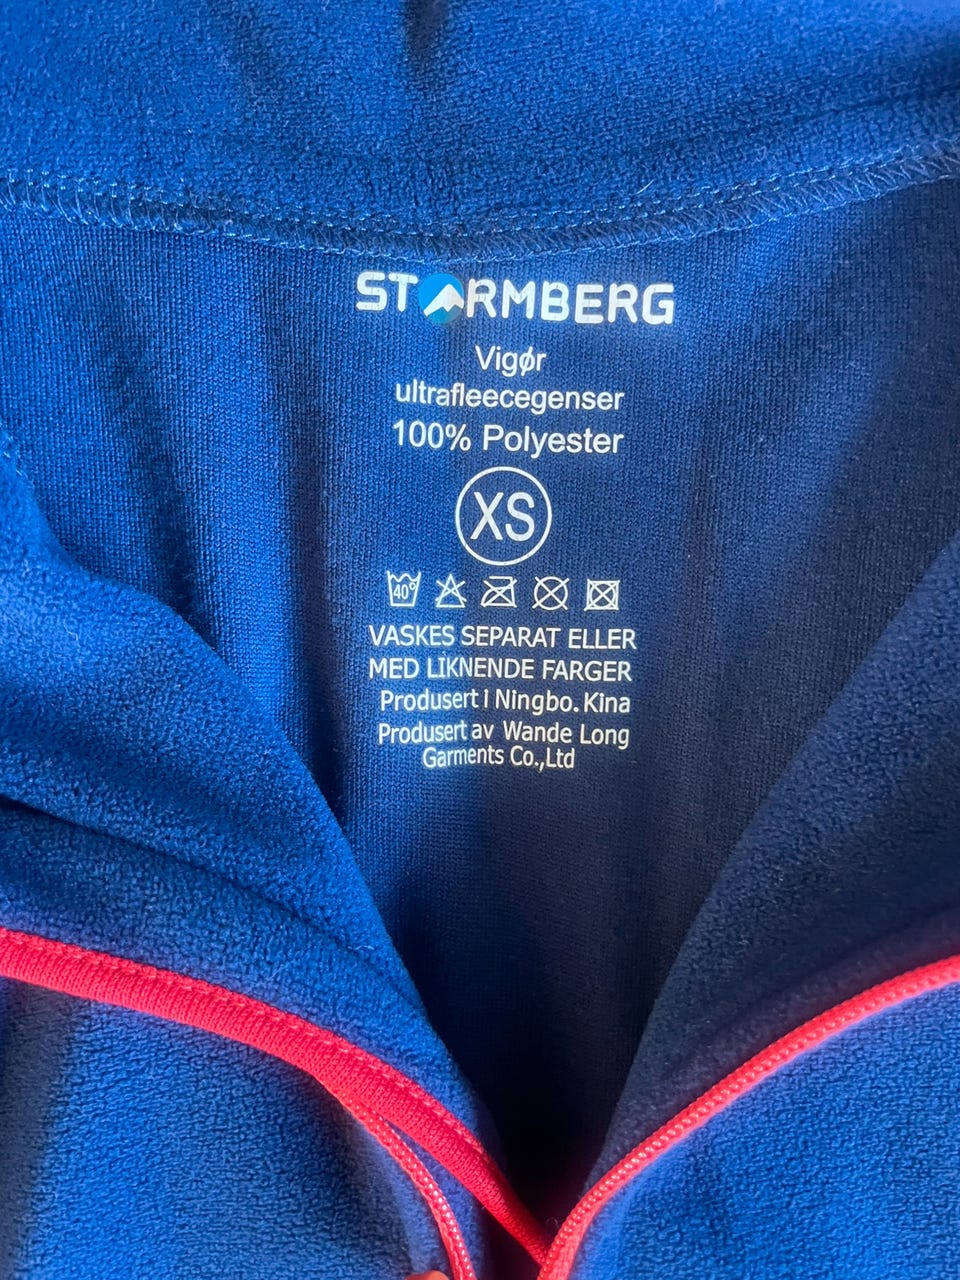 STORMBERG
Vigør
ultrafleecegenser
100% Polyester
XS
40°
VASKES SEPARAT ELLER
MED LIKNENDE FARGER
Produsert i Ningbo. Kina
Produsert av Wande Long
Garments Co.,Ltd